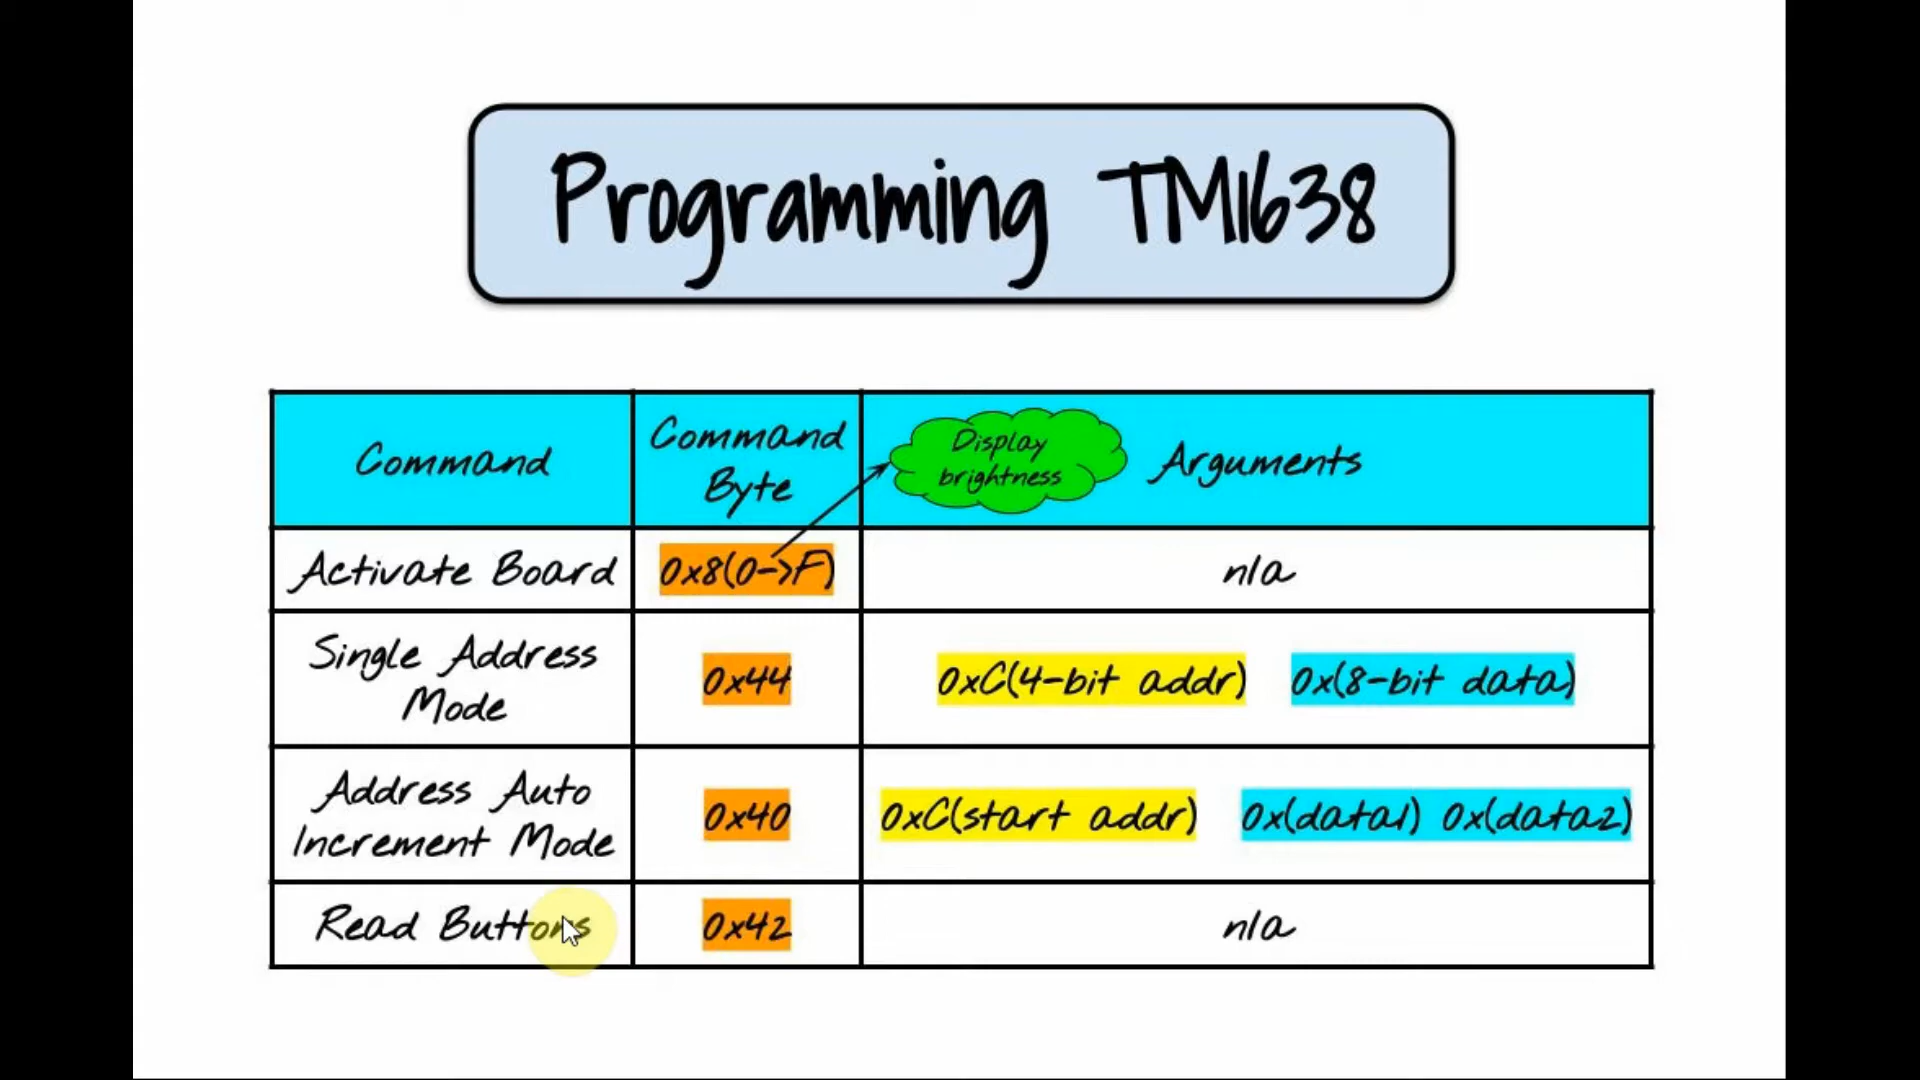 Programming TM1638
Command
Command
Byte
Display
brightness
Arguments
Activate Board
0x8(0->F)
n/a
Single Address
Mode
0x44
0xC(4-bit addr) 0x(8-bit data)
Address Auto
Increment Mode
0x40
0xC(start addr) 0x(data1) 0x(data2)
Read Buttons
0x42
n/a